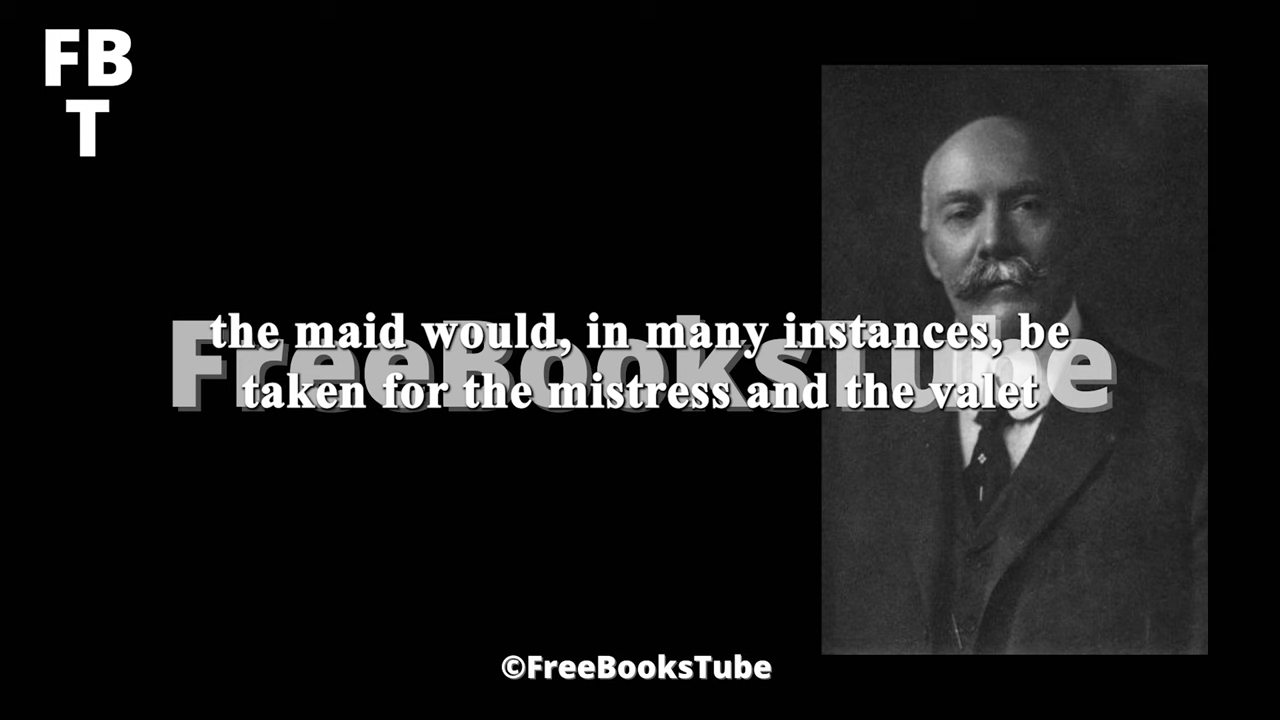 FB
T
the maid would, in many instances, be
taken for the mistress and the valet
FreeBooksTube
©FreeBooksTube